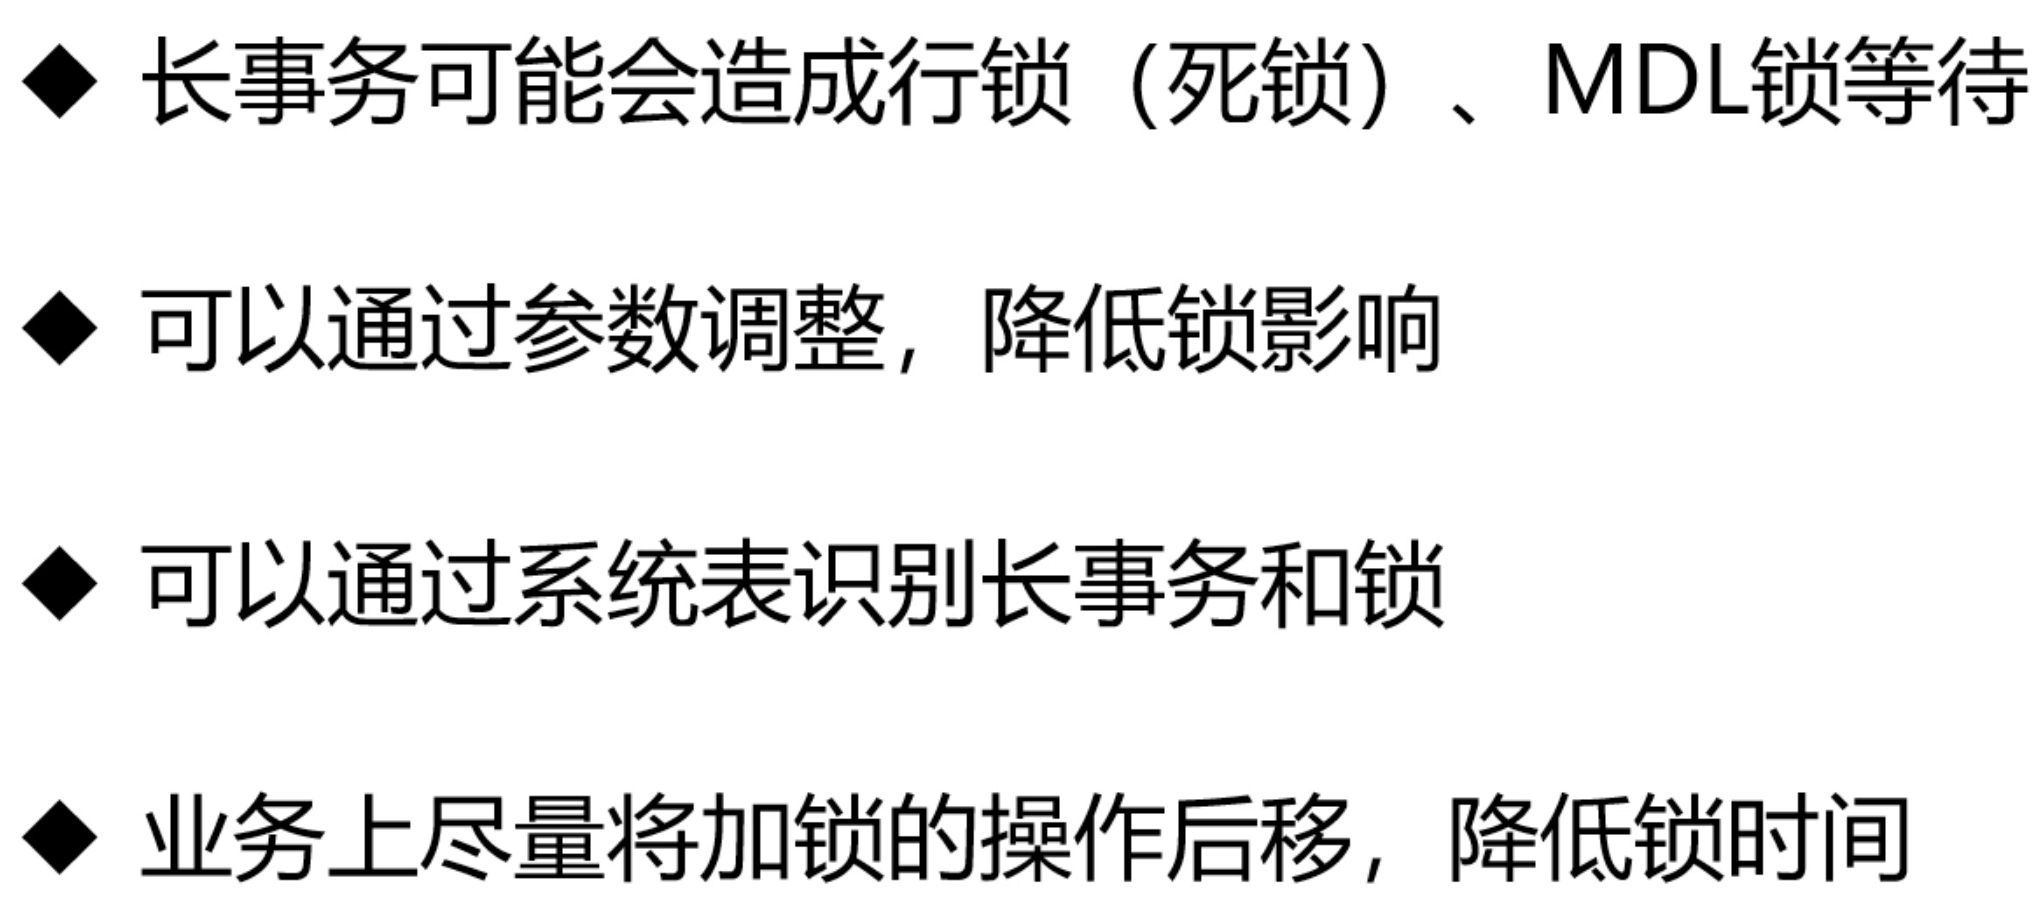 ◆ 长事务可能会造成行锁（死锁）、MDL锁等待
◆ 可以通过参数调整，降低锁影响
◆ 可以通过系统表识别长事务和锁
◆ 业务上尽量将加锁的操作后移，降低锁时间